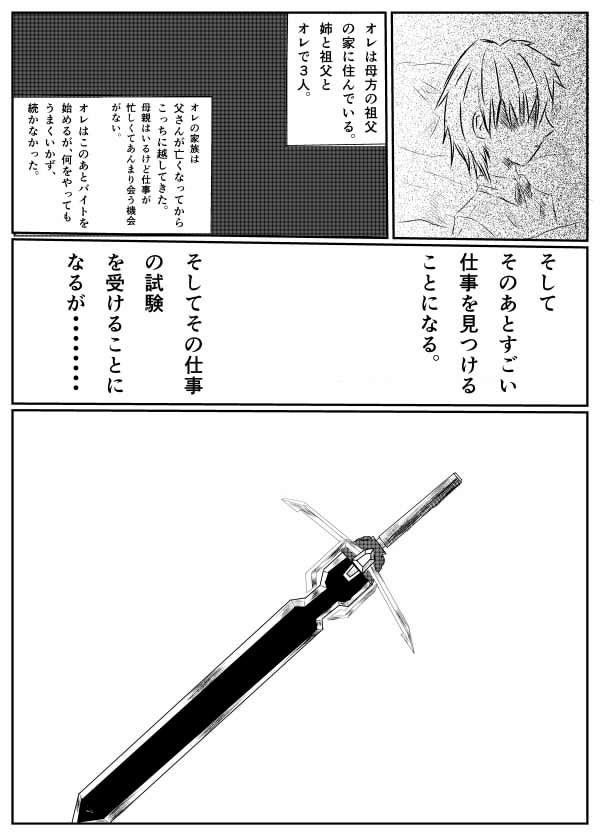 オレは母方の祖父
の家に住んでいる。
姉と祖父と
オレで３人。
オレの家族は
父さんが亡くなってから
こっちに越してきた。
母親はいるけど仕事が
忙しくてあんまり会う機会
がない。
オレはこのあとバイトを
始めるが、何をやっても
うまくいかず、
続かなかった。
そして
そのあとすごい
仕事を見つける
ことになる。
そしてその仕事
の試験
を受けることに
なるが・・・・・・・・